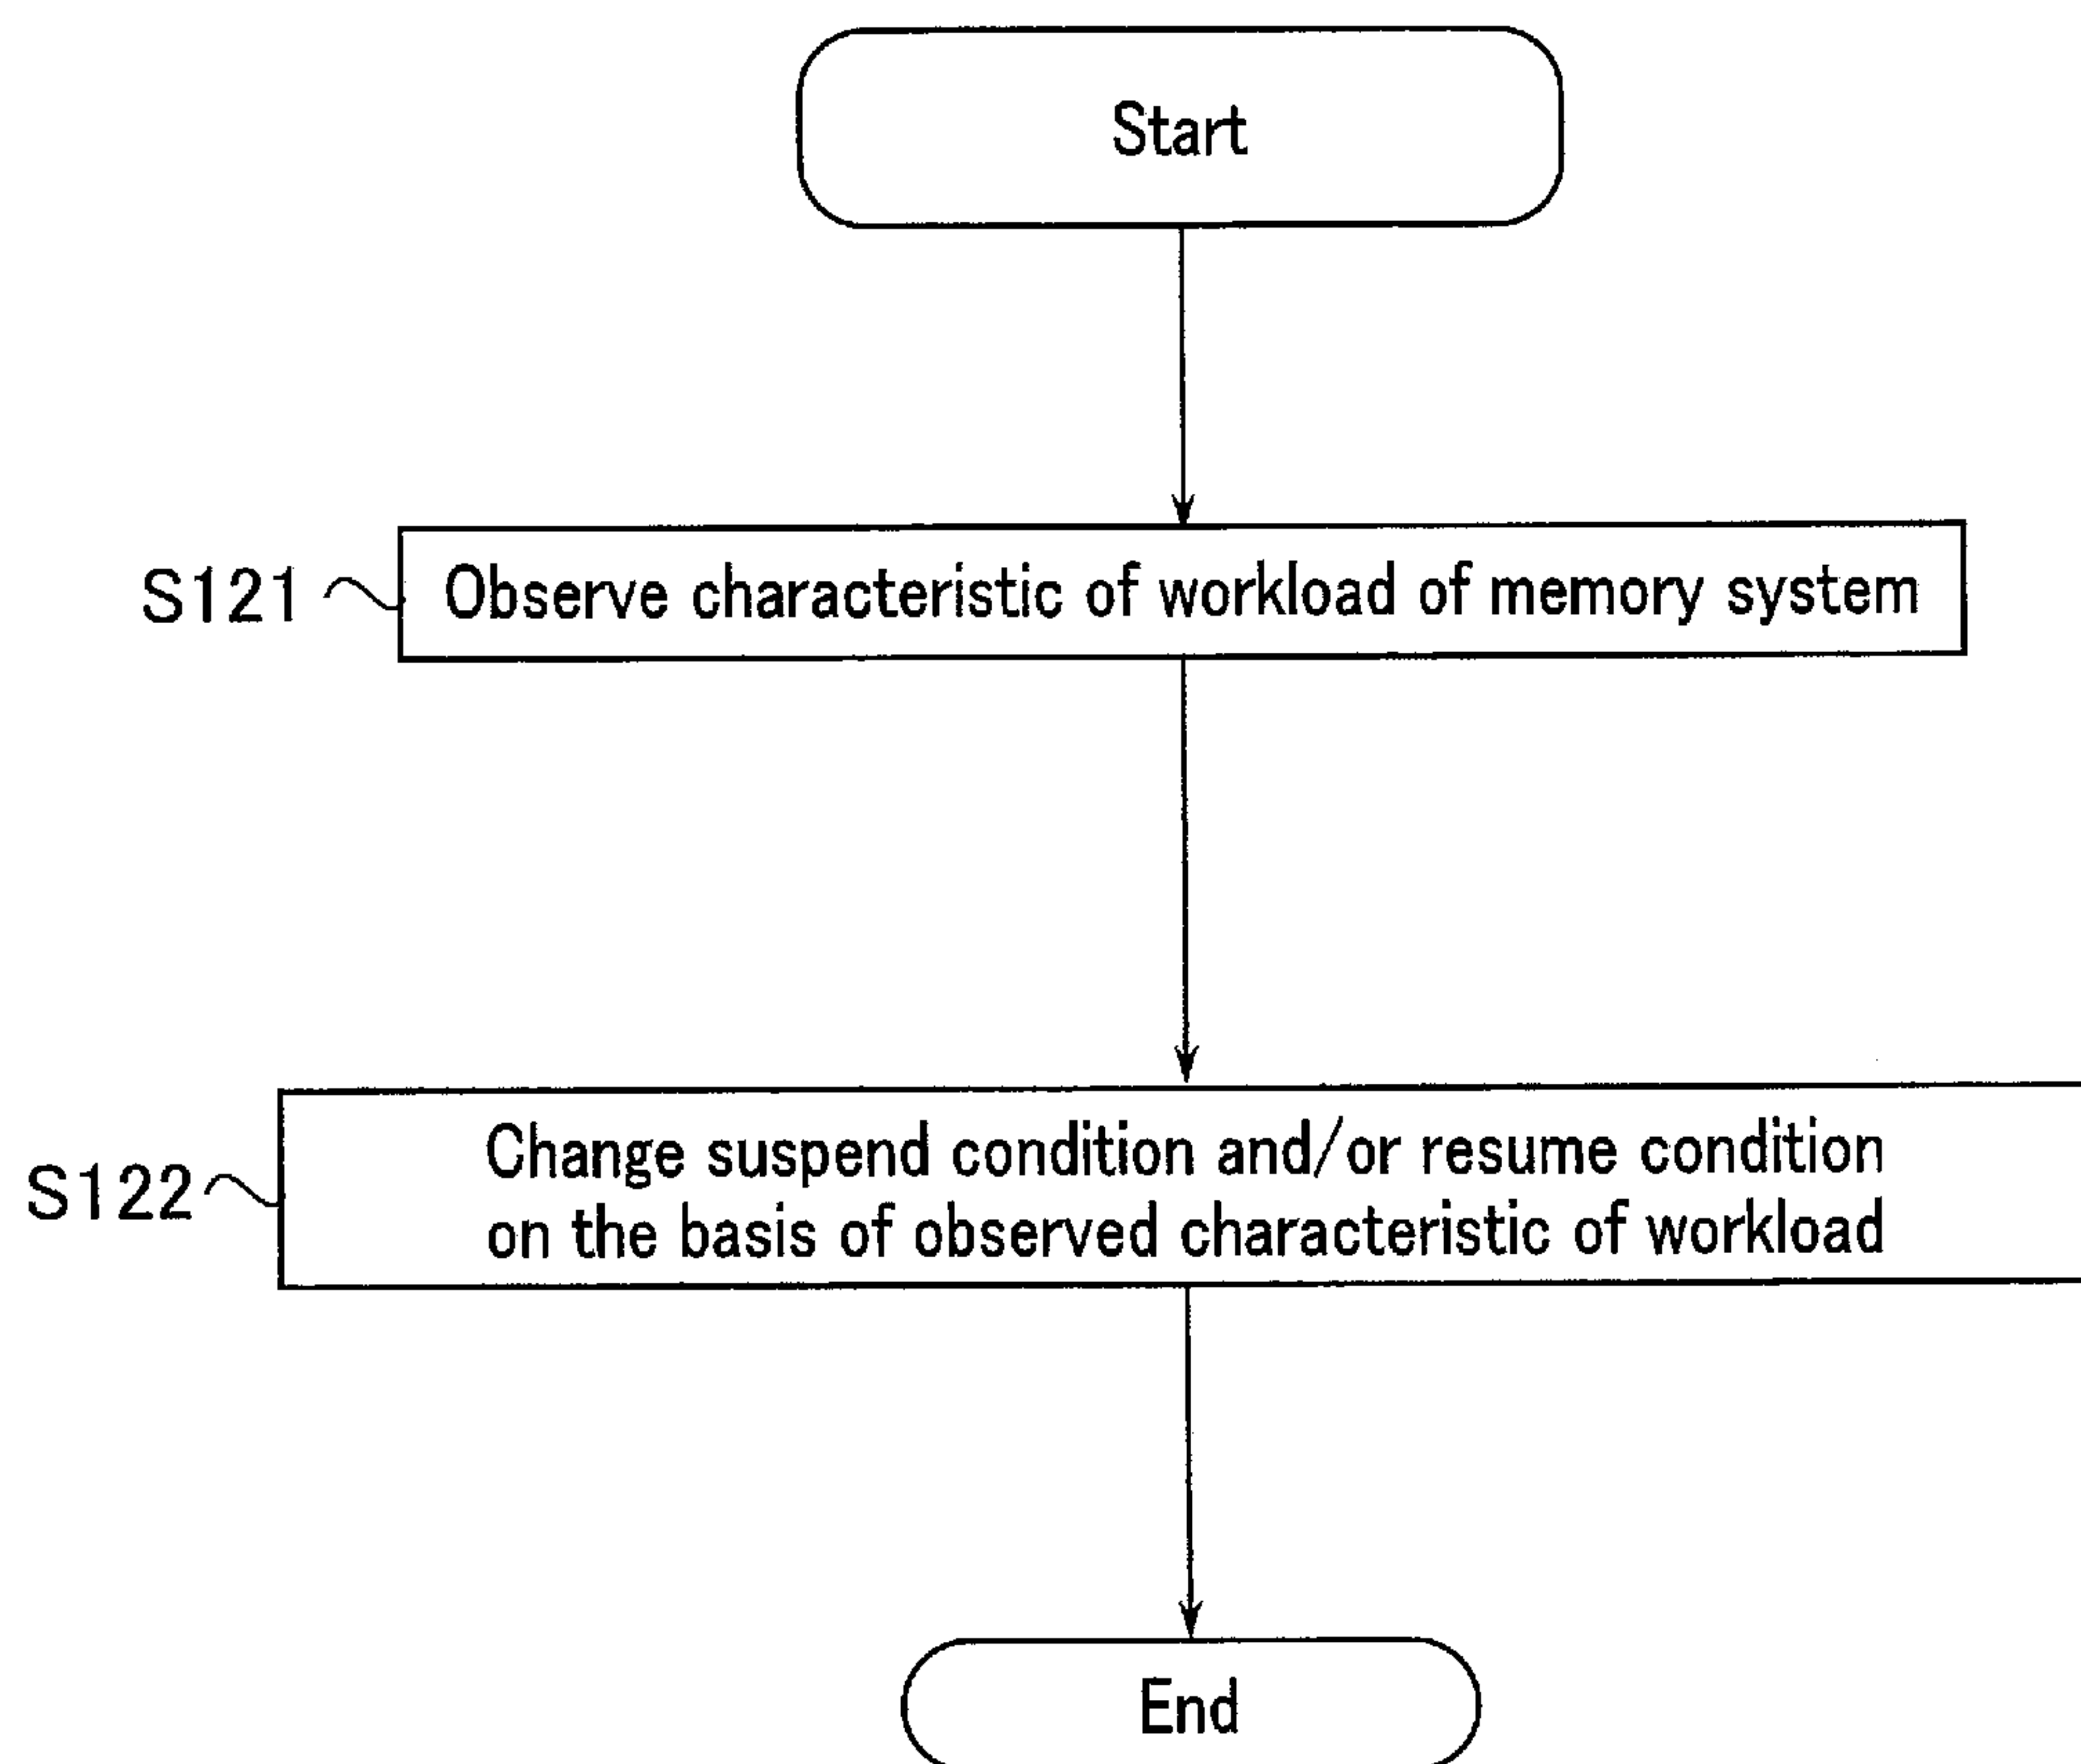 Start
S121
Observe characteristic of workload of memory system
S122
Change suspend condition and/or resume condition
on the basis of observed characteristic of workload
End